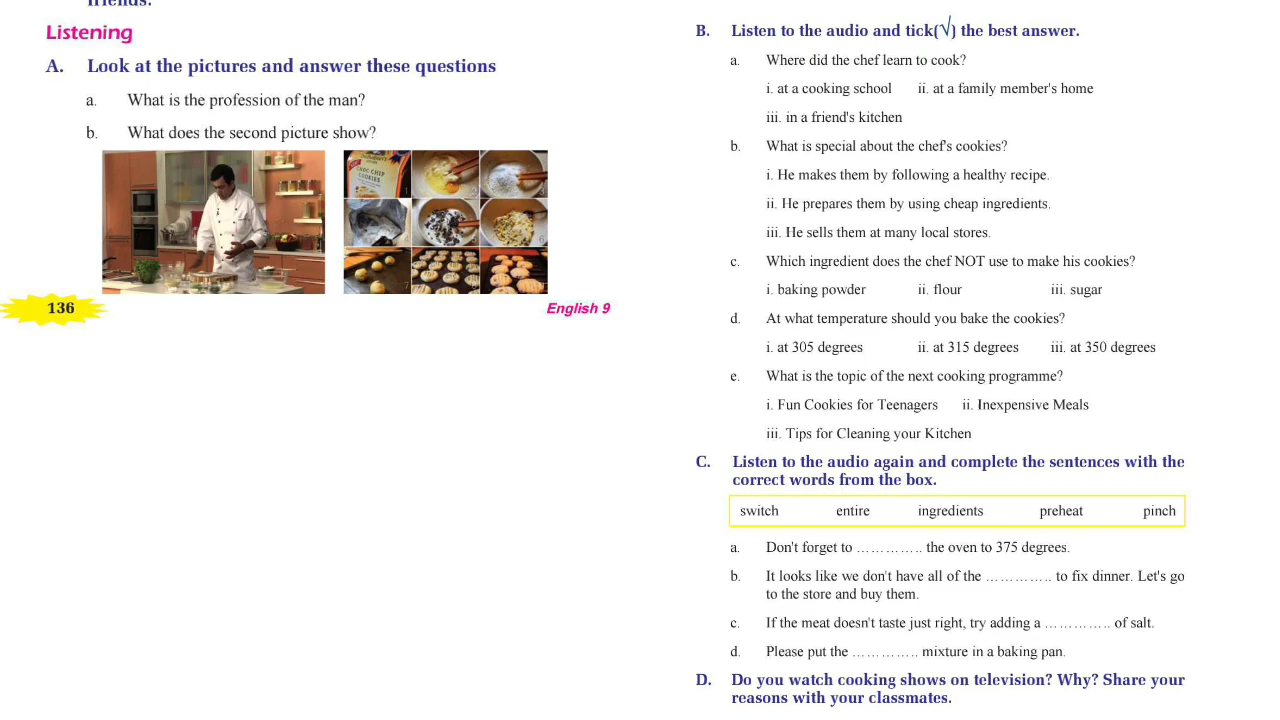 friends.
Listening
A. Look at the pictures and answer these questions
a. What is the profession of the man?
b. What does the second picture show?
CHOC CHIP
COOKIES
136
English 9
B. Listen to the audio and tick(√) the best answer.
a. Where did the chef learn to cook?
i. at a cooking school ii. at a family member's home
iii. in a friend's kitchen
b. What is special about the chef's cookies?
i. He makes them by following a healthy recipe.
ii. He prepares them by using cheap ingredients.
iii. He sells them at many local stores.
c. Which ingredient does the chef NOT use to make his cookies?
i. baking powder ii. flour iii. sugar
d. At what temperature should you bake the cookies?
i. at 305 degrees ii. at 315 degrees iii. at 350 degrees
e. What is the topic of the next cooking programme?
i. Fun Cookies for Teenagers ii. Inexpensive Meals
iii. Tips for Cleaning your Kitchen
C. Listen to the audio again and complete the sentences with the
correct words from the box.
switch entire ingredients preheat pinch
a. Don't forget to ………….. the oven to 375 degrees.
b. It looks like we don't have all of the ………….. to fix dinner. Let's go
to the store and buy them.
c. If the meat doesn't taste just right, try adding a ………….. of salt.
d. Please put the ………….. mixture in a baking pan.
D. Do you watch cooking shows on television? Why? Share your
reasons with your classmates.